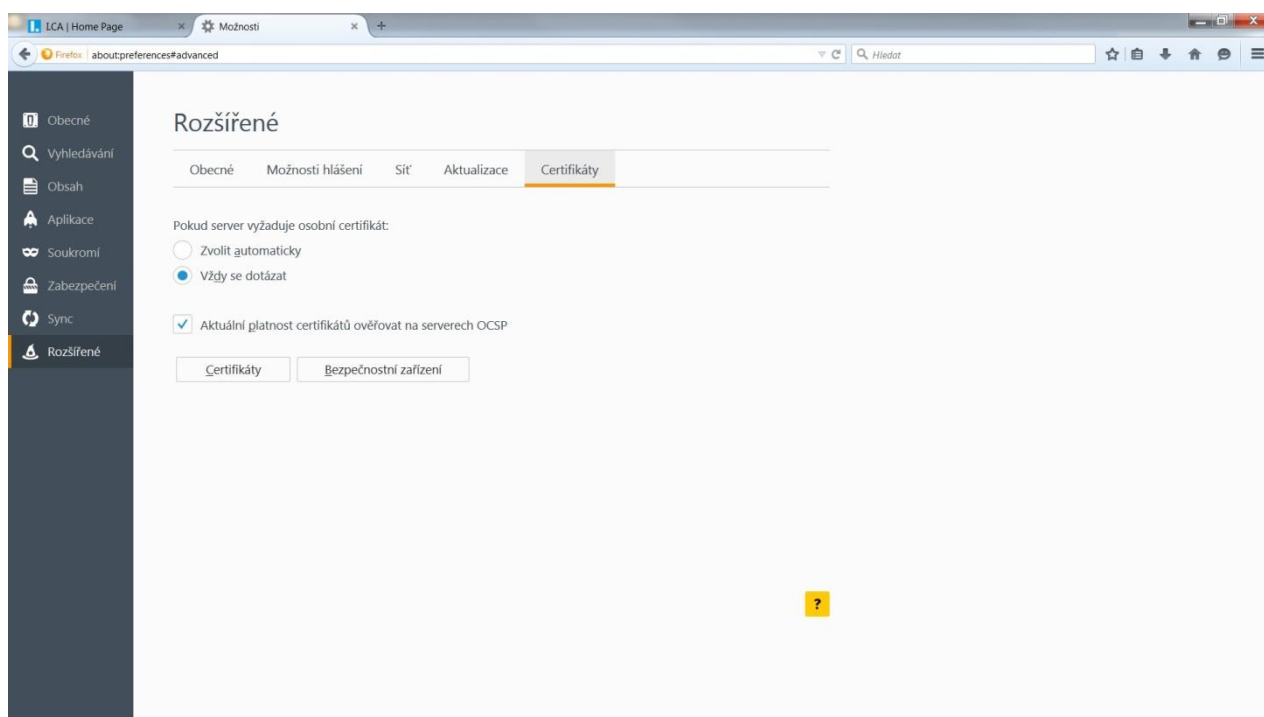 I.CA | Home Page
Možnosti
Firefox about:preferences#advanced
Hledat
Obecné
Vyhledávání
Obsah
Aplikace
Soukromí
Zabezpečení
Sync
Rozšířené
Rozšířené
Obecné Možnosti hlášení Síť Aktualizace Certifikáty
Pokud server vyžaduje osobní certifikát:
Zvolit automaticky
Vždy se dotázat
Aktuální platnost certifikátů ověřovat na serverech OCSP
Certifikáty Bezpečnostní zařízení
?